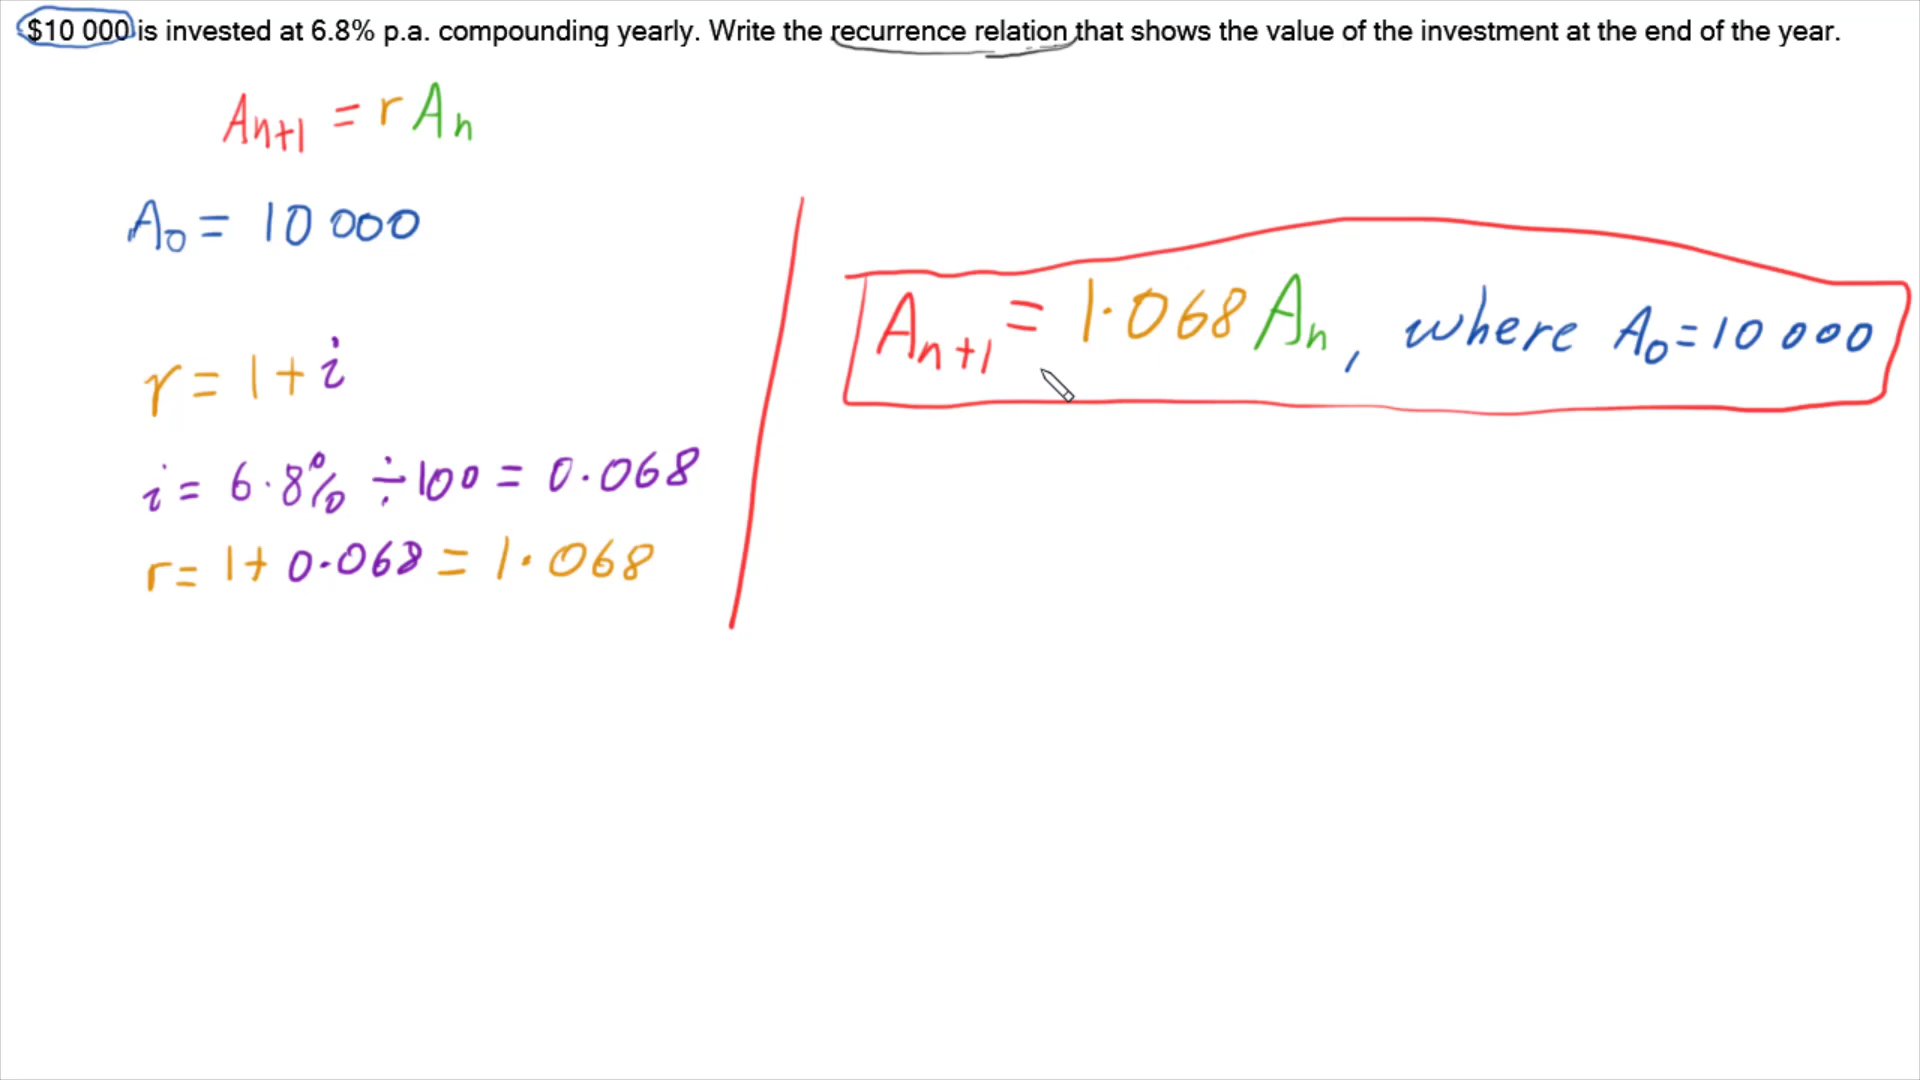 $10 000 is invested at 6.8% p.a. compounding yearly. Write the recurrence relation that shows the value of the investment at the end of the year.
Aₙ₊₁ = r Aₙ
A₀ = 10 000
r = 1 + i
i = 6.8% ÷ 100 = 0.068
r = 1 + 0.068 = 1.068
Aₙ₊₁ = 1.068 Aₙ, where A₀ = 10 000